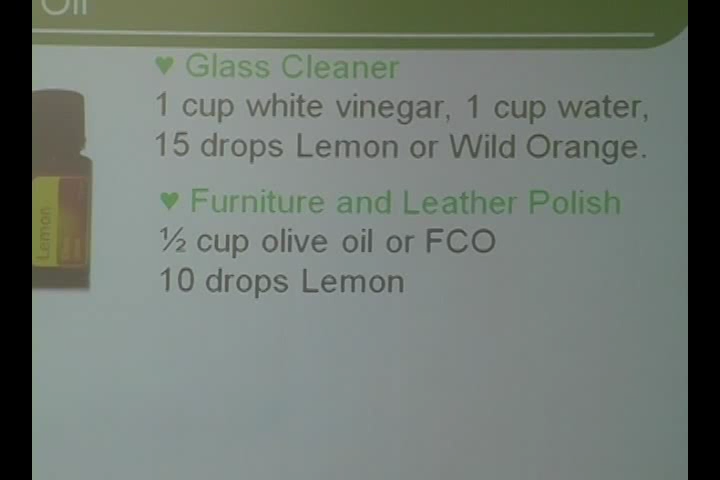 Oil
♥ Glass Cleaner
1 cup white vinegar, 1 cup water,
15 drops Lemon or Wild Orange.
♥ Furniture and Leather Polish
½ cup olive oil or FCO
10 drops Lemon
Lemon